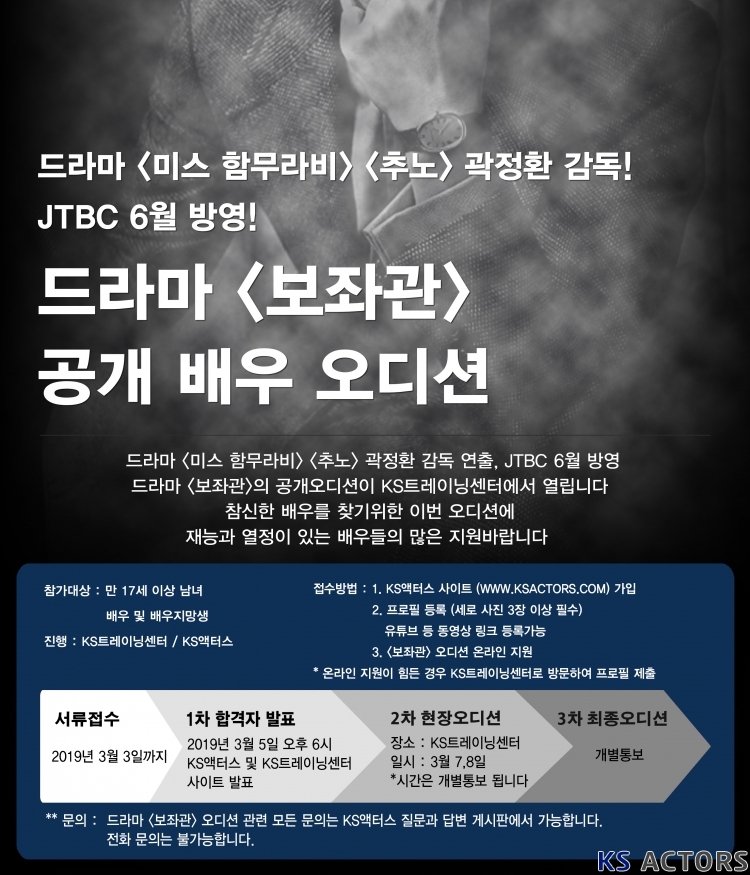 드라마 〈미스 함무라비〉 〈추노〉 곽정환 감독!
JTBC 6월 방영!
드라마 〈보좌관〉
공개 배우 오디션
드라마 〈미스 함무라비〉 〈추노〉 곽정환 감독 연출, JTBC 6월 방영
드라마 〈보좌관〉의 공개오디션이 KS트레이닝센터에서 열립니다
참신한 배우를 찾기위한 이번 오디션에
재능과 열정이 있는 배우들의 많은 지원바랍니다
참가대상 : 만 17세 이상 남녀
배우 및 배우지망생
진행 : KS트레이닝센터 / KS액터스
접수방법 : 1. KS액터스 사이트 (WWW.KSACTORS.COM) 가입
2. 프로필 등록 (세로 사진 3장 이상 필수)
유튜브 등 동영상 링크 등록가능
3. 〈보좌관〉 오디션 온라인 지원
* 온라인 지원이 힘든 경우 KS트레이닝센터로 방문하여 프로필 제출
서류접수
2019년 3월 3일까지
1차 합격자 발표
2019년 3월 5일 오후 6시
KS액터스 및 KS트레이닝센터
사이트 발표
2차 현장오디션
장소 : KS트레이닝센터
일시 : 3월 7,8일
*시간은 개별통보 됩니다
3차 최종오디션
개별통보
** 문의 : 드라마 〈보좌관〉 오디션 관련 모든 문의는 KS액터스 질문과 답변 게시판에서 가능합니다.
전화 문의는 불가능합니다.
KS ACTORS